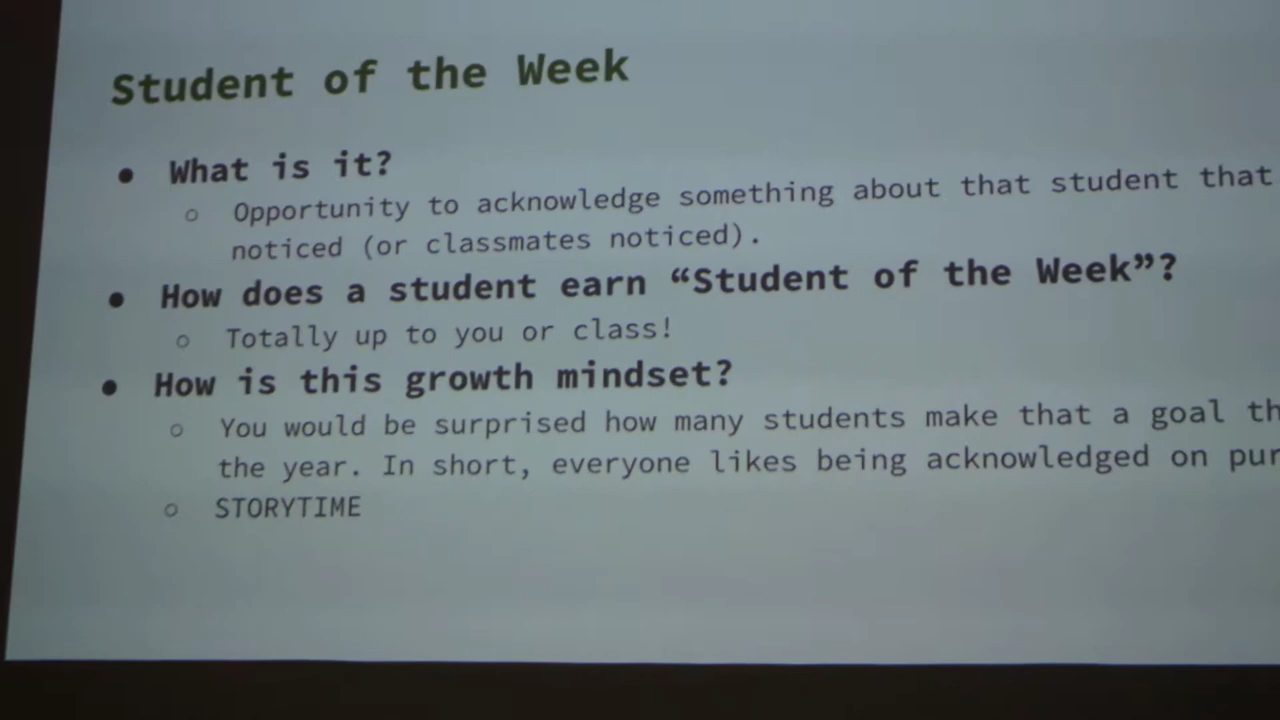 Student of the Week
● What is it?
○ Opportunity to acknowledge something about that student that
noticed (or classmates noticed).
● How does a student earn “Student of the Week”?
○ Totally up to you or class!
● How is this growth mindset?
○ You would be surprised how many students make that a goal th
the year. In short, everyone likes being acknowledged on pur
○ STORYTIME